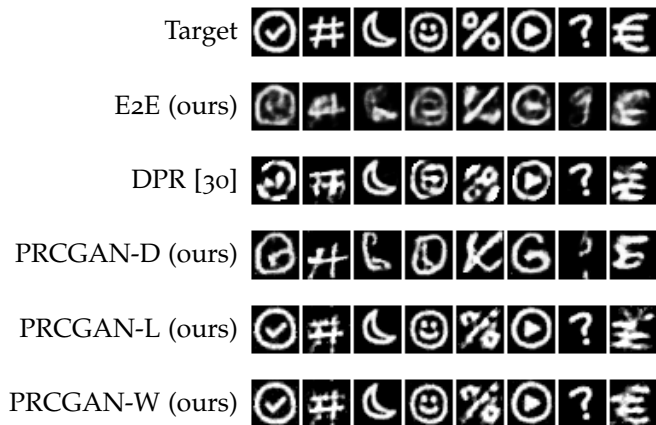 Target
E2E (ours)
DPR [30]
PRCGAN-D (ours)
PRCGAN-L (ours)
PRCGAN-W (ours)